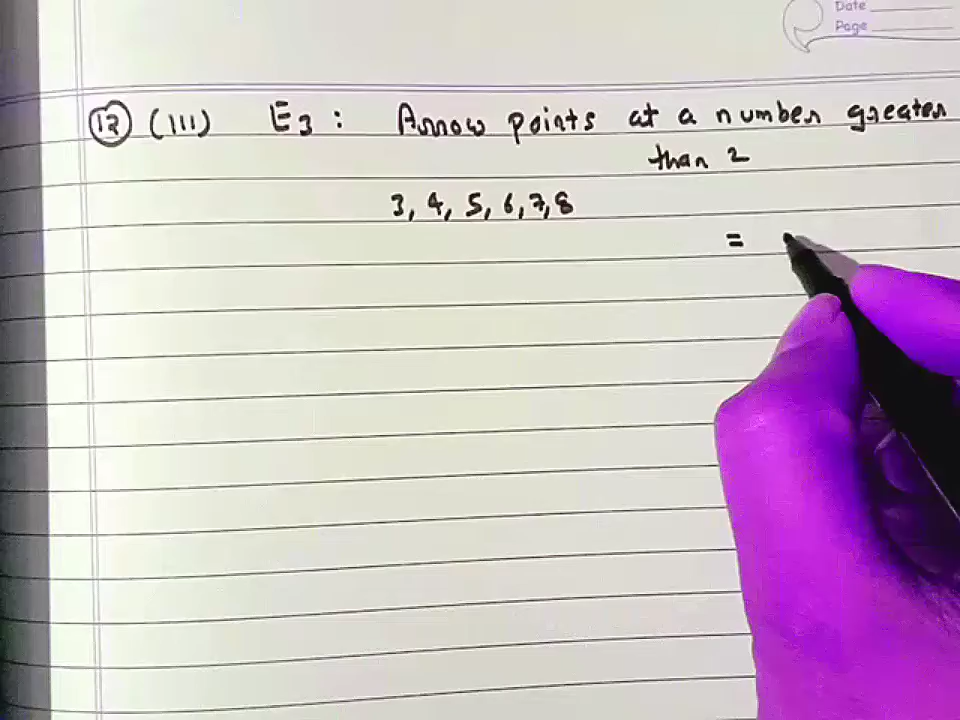 Date
Page
12 (III) E3 : Arrow points at a number greater
than 2
3, 4, 5, 6, 7, 8
=